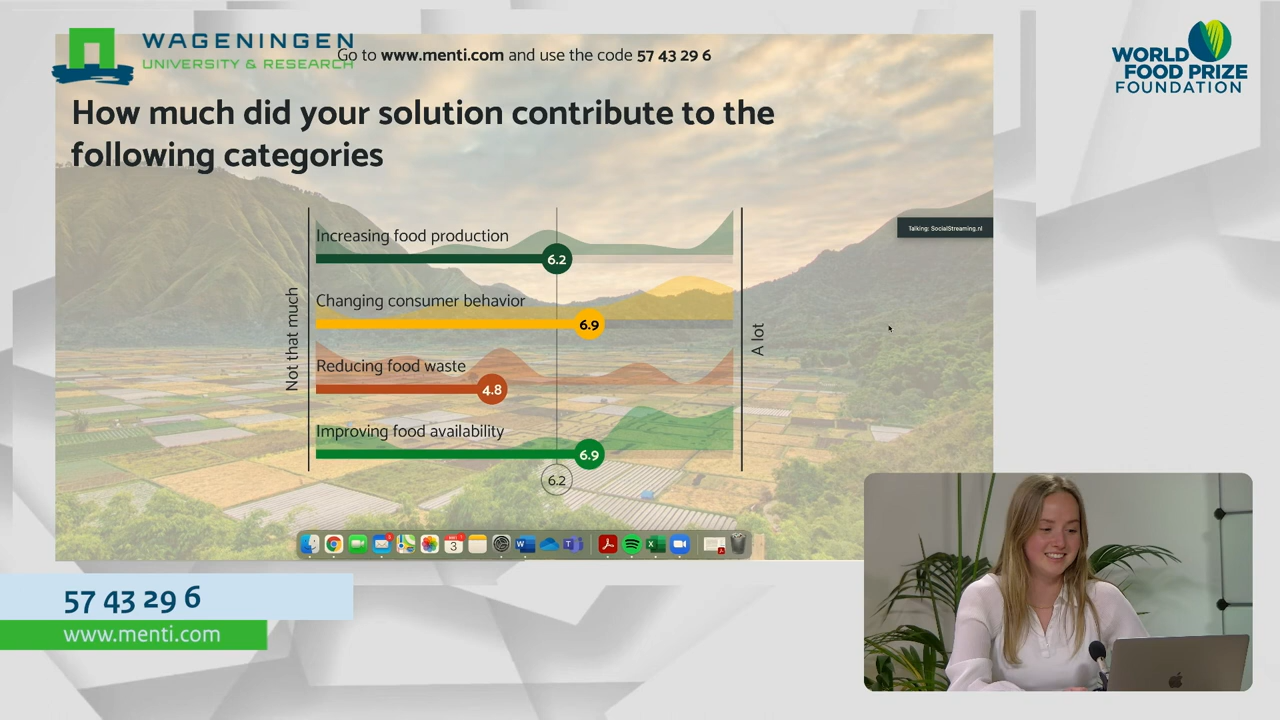 WAGENINGEN
UNIVERSITY & RESEARCH
Go to www.menti.com and use the code 57 43 29 6
WORLD
FOOD PRIZE
FOUNDATION
How much did your solution contribute to the
following categories
Talking: SocialStreaming.nl
Not that much
A lot
Increasing food production
6.2
Changing consumer behavior
6.9
Reducing food waste
4.8
Improving food availability
6.9
6.2
3
57 43 29 6
www.menti.com